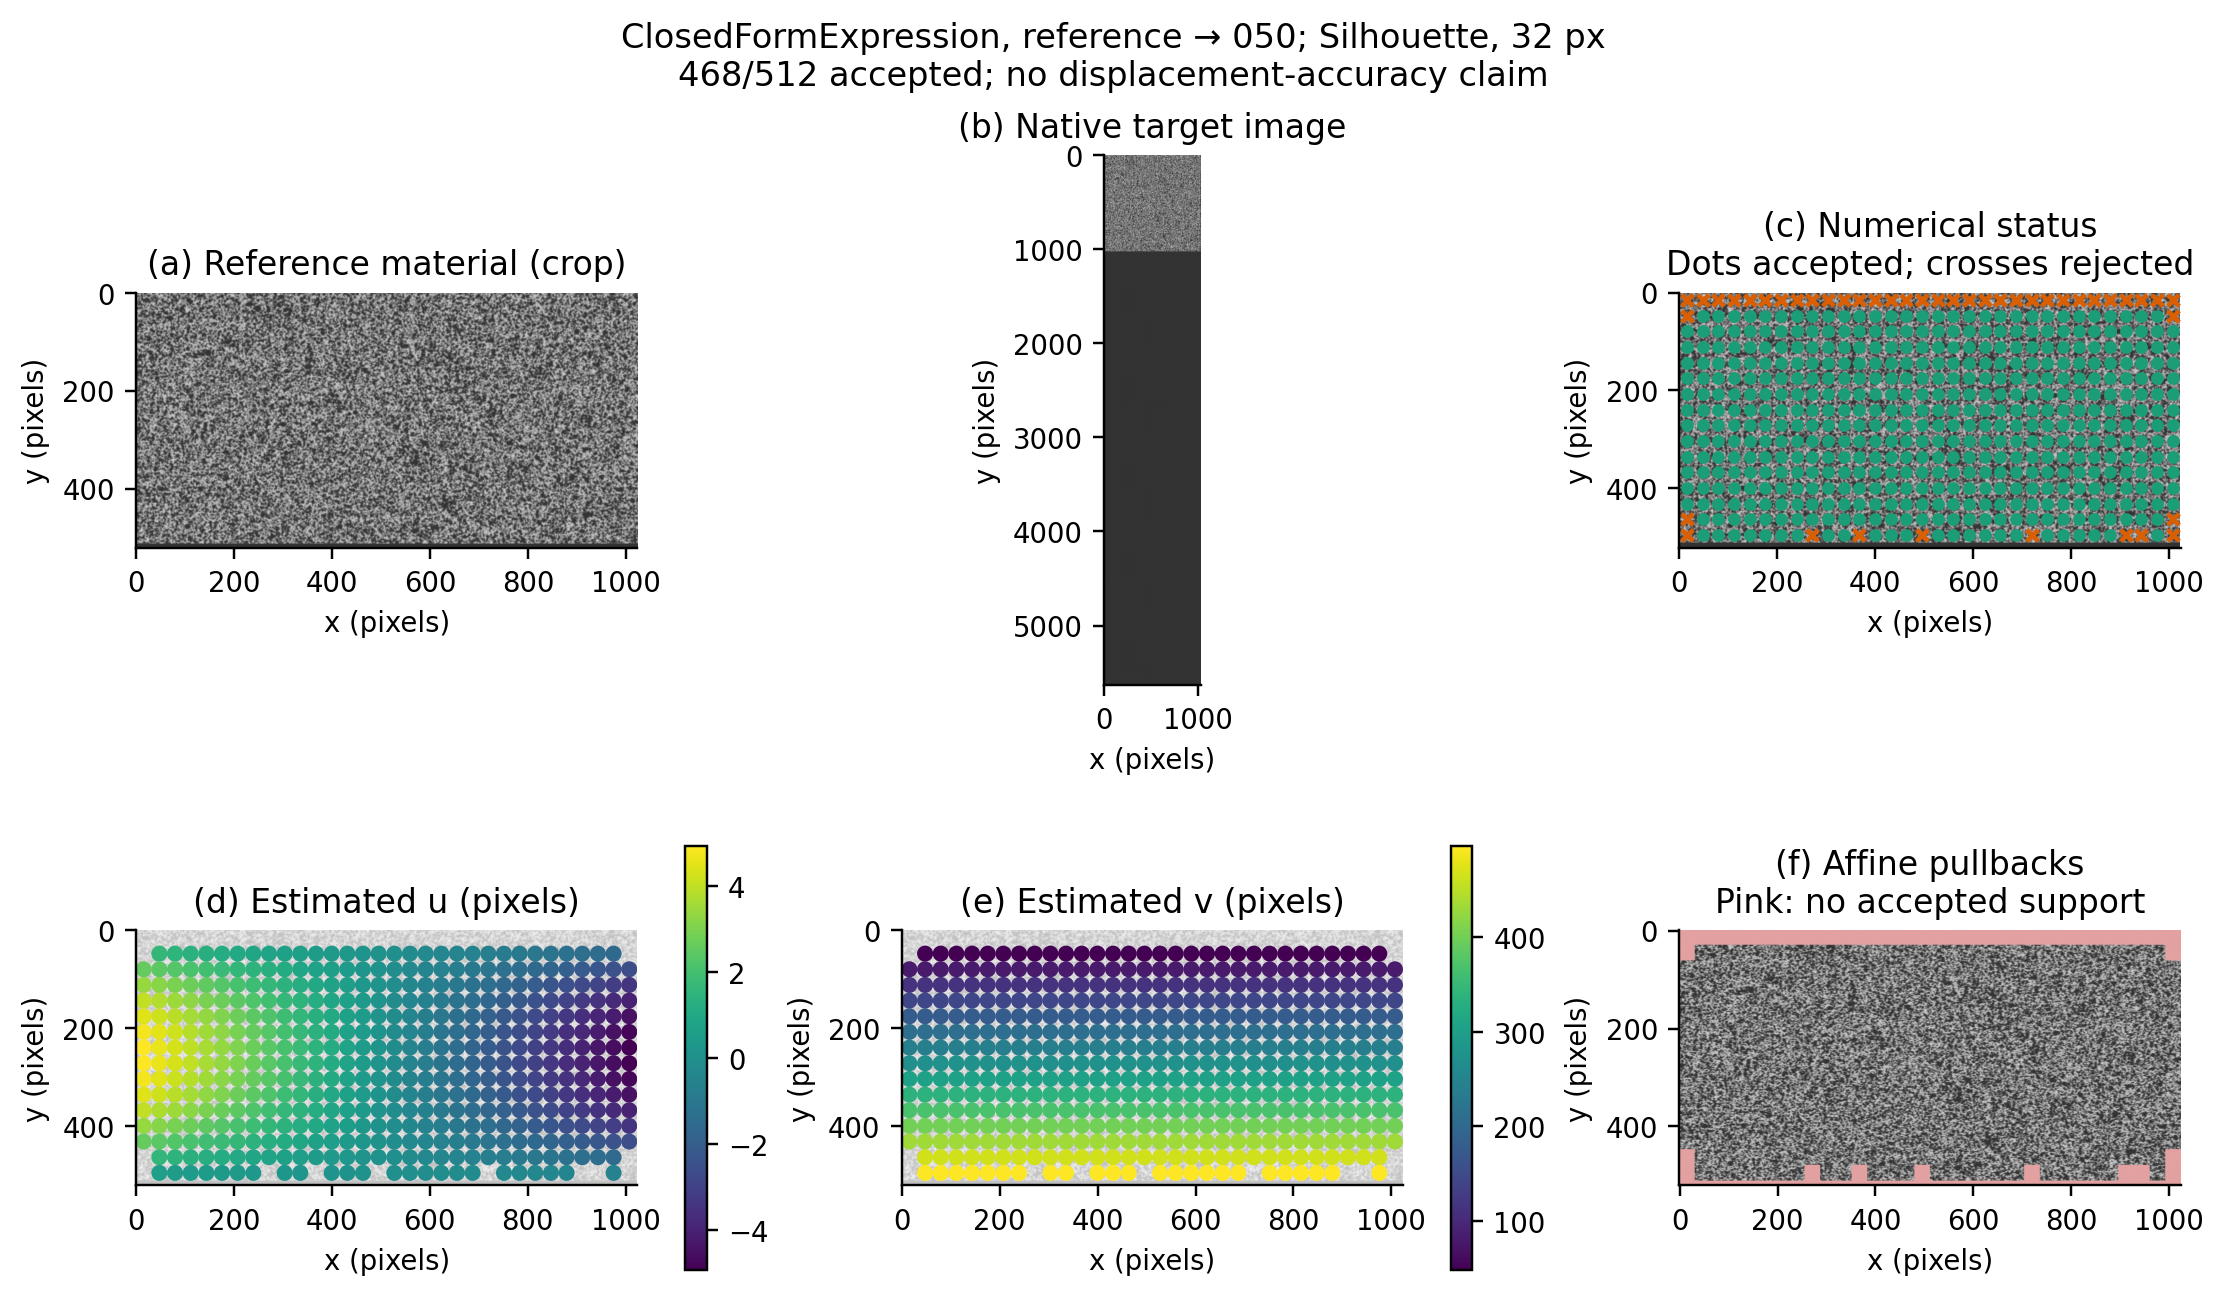 ClosedFormExpression, reference → 050; Silhouette, 32 px
468/512 accepted; no displacement-accuracy claim
(a) Reference material (crop)
0
200
400
y (pixels)
0 200 400 600 800 1000
x (pixels)
(b) Native target image
0
1000
2000
3000
4000
5000
y (pixels)
0 1000
x (pixels)
(c) Numerical status
Dots accepted; crosses rejected
0
200
400
y (pixels)
0 200 400 600 800 1000
x (pixels)
(d) Estimated u (pixels)
0
200
400
y (pixels)
0 200 400 600 800 1000
x (pixels)
4
2
0
−2
−4
(e) Estimated v (pixels)
0
200
400
y (pixels)
0 200 400 600 800 1000
x (pixels)
400
300
200
100
(f) Affine pullbacks
Pink: no accepted support
0
200
400
y (pixels)
0 200 400 600 800 1000
x (pixels)